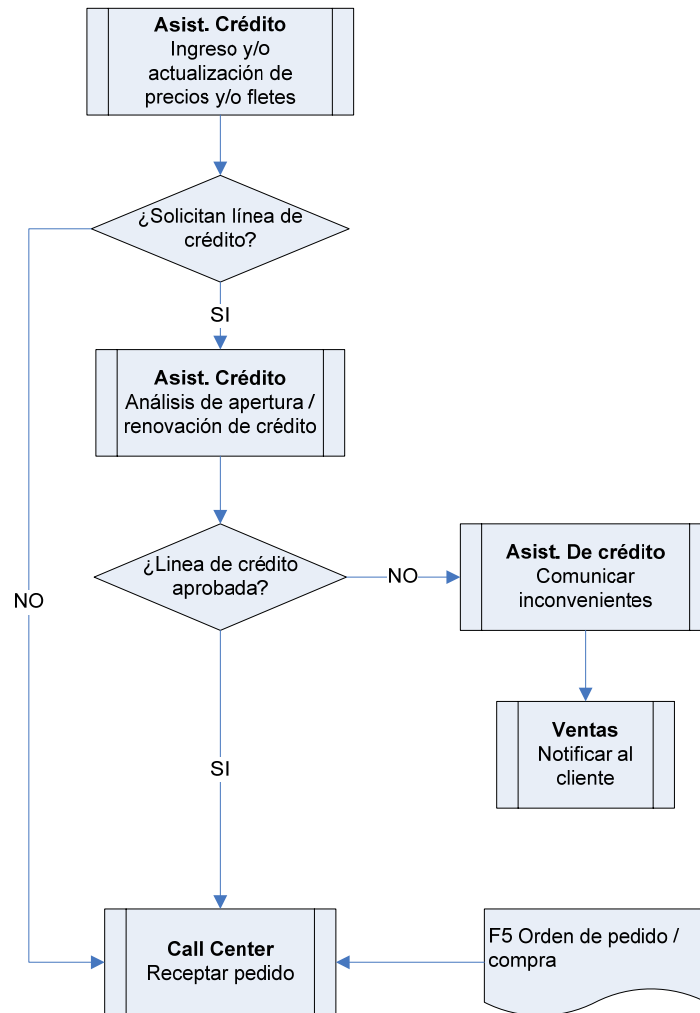 Asist. Crédito
Ingreso y/o
actualización de
precios y/o fletes
¿Solicitan línea de
crédito?
SI
Asist. Crédito
Análisis de apertura /
renovación de crédito
¿Linea de crédito
aprobada?
NO
Asist. De crédito
Comunicar
inconvenientes
NO
Ventas
Notificar al
cliente
SI
Call Center
Receptar pedido
F5 Orden de pedido /
compra